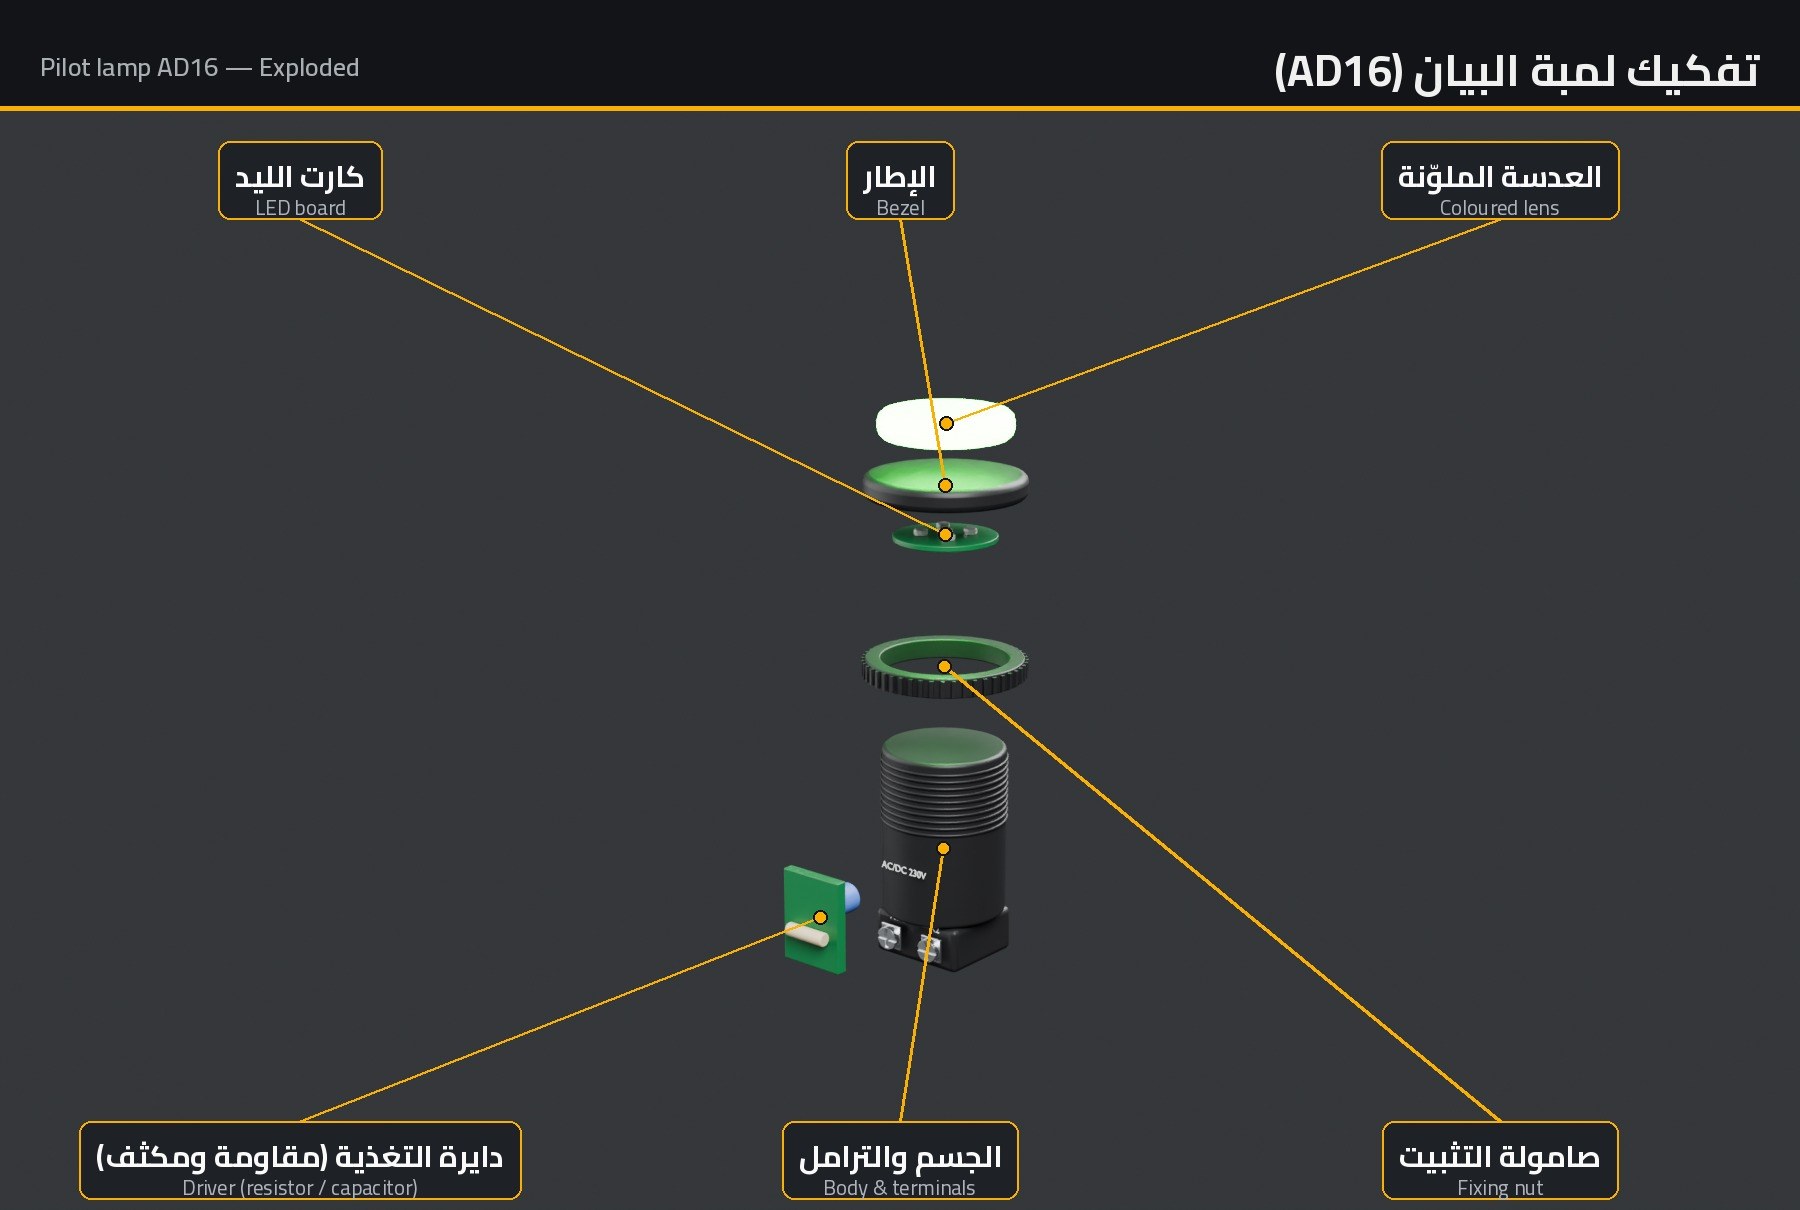 تفكيك لمبة البيان (AD16)
Pilot lamp AD16 — Exploded
العدسة الملوّنة
Coloured lens
الإطار
Bezel
كارت الليد
LED board
AC/DC 230V
صامولة التثبيت
Fixing nut
الجسم والترامل
Body & terminals
دايرة التغذية (مقاومة ومكثف)
Driver (resistor / capacitor)